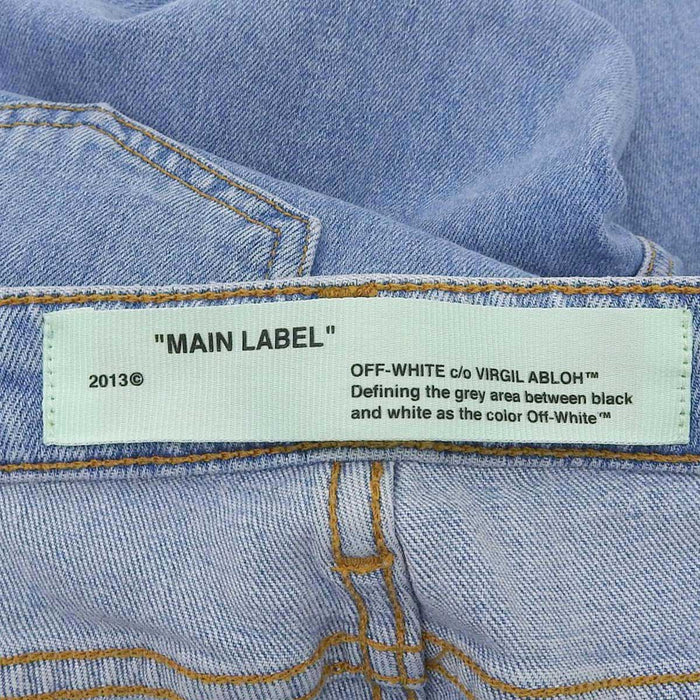 "MAIN LABEL"
2013©
OFF-WHITE c/o VIRGIL ABLOH™
Defining the grey area between black
and white as the color Off-White™